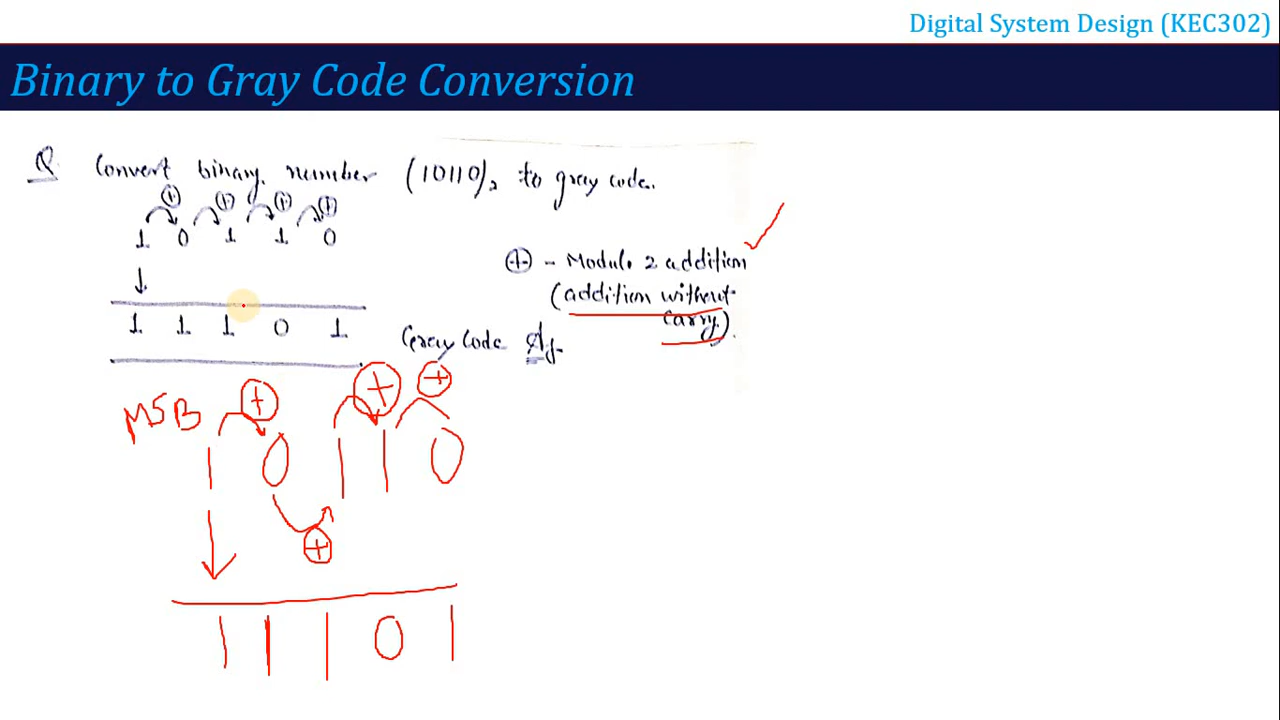 Digital System Design (KEC302)
Binary to Gray Code Conversion
Q Convert binary number (10110)₂ to gray code.
⊕ ⊕ ⊕ ⊕
1 0 1 1 0
⊕ - Modulo 2 addition
(addition without
carry).
1 1 1 0 1 Gray Code
⊕ ⊕ ⊕
MSB
1 0 1 1 0
⊕
1 1 1 0 1